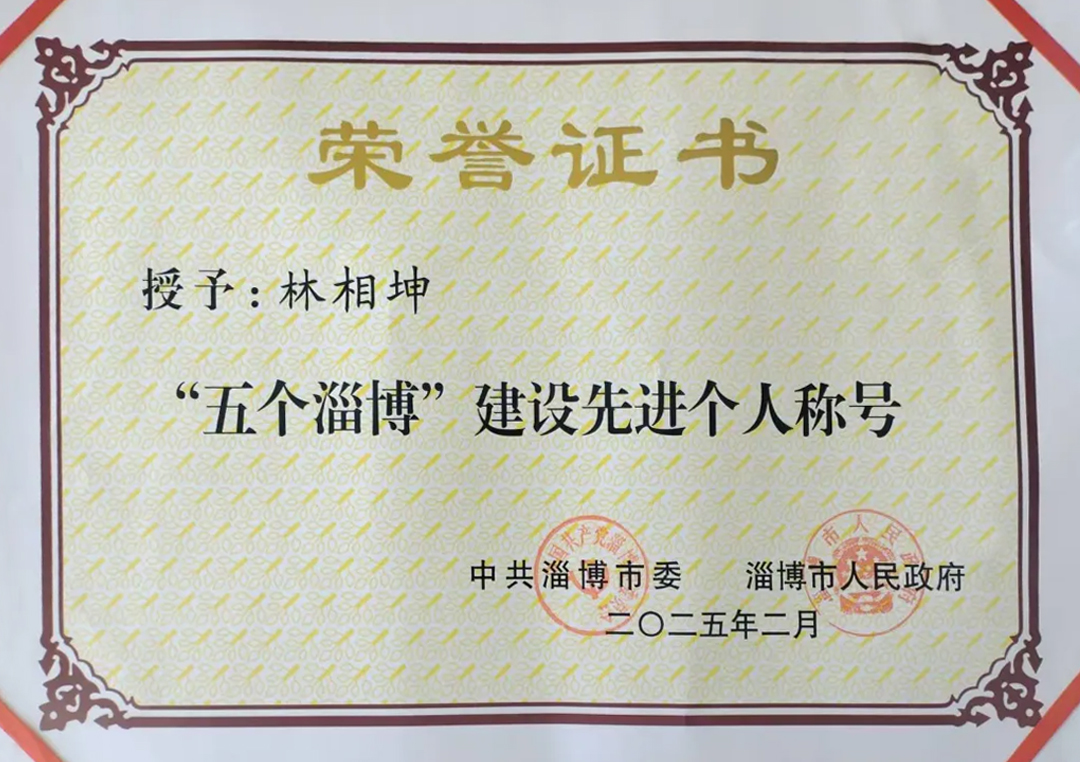 荣誉证书
授予：林相坤
“五个淄博”建设先进个人称号
中共淄博市委 淄博市人民政府
二〇二五年二月